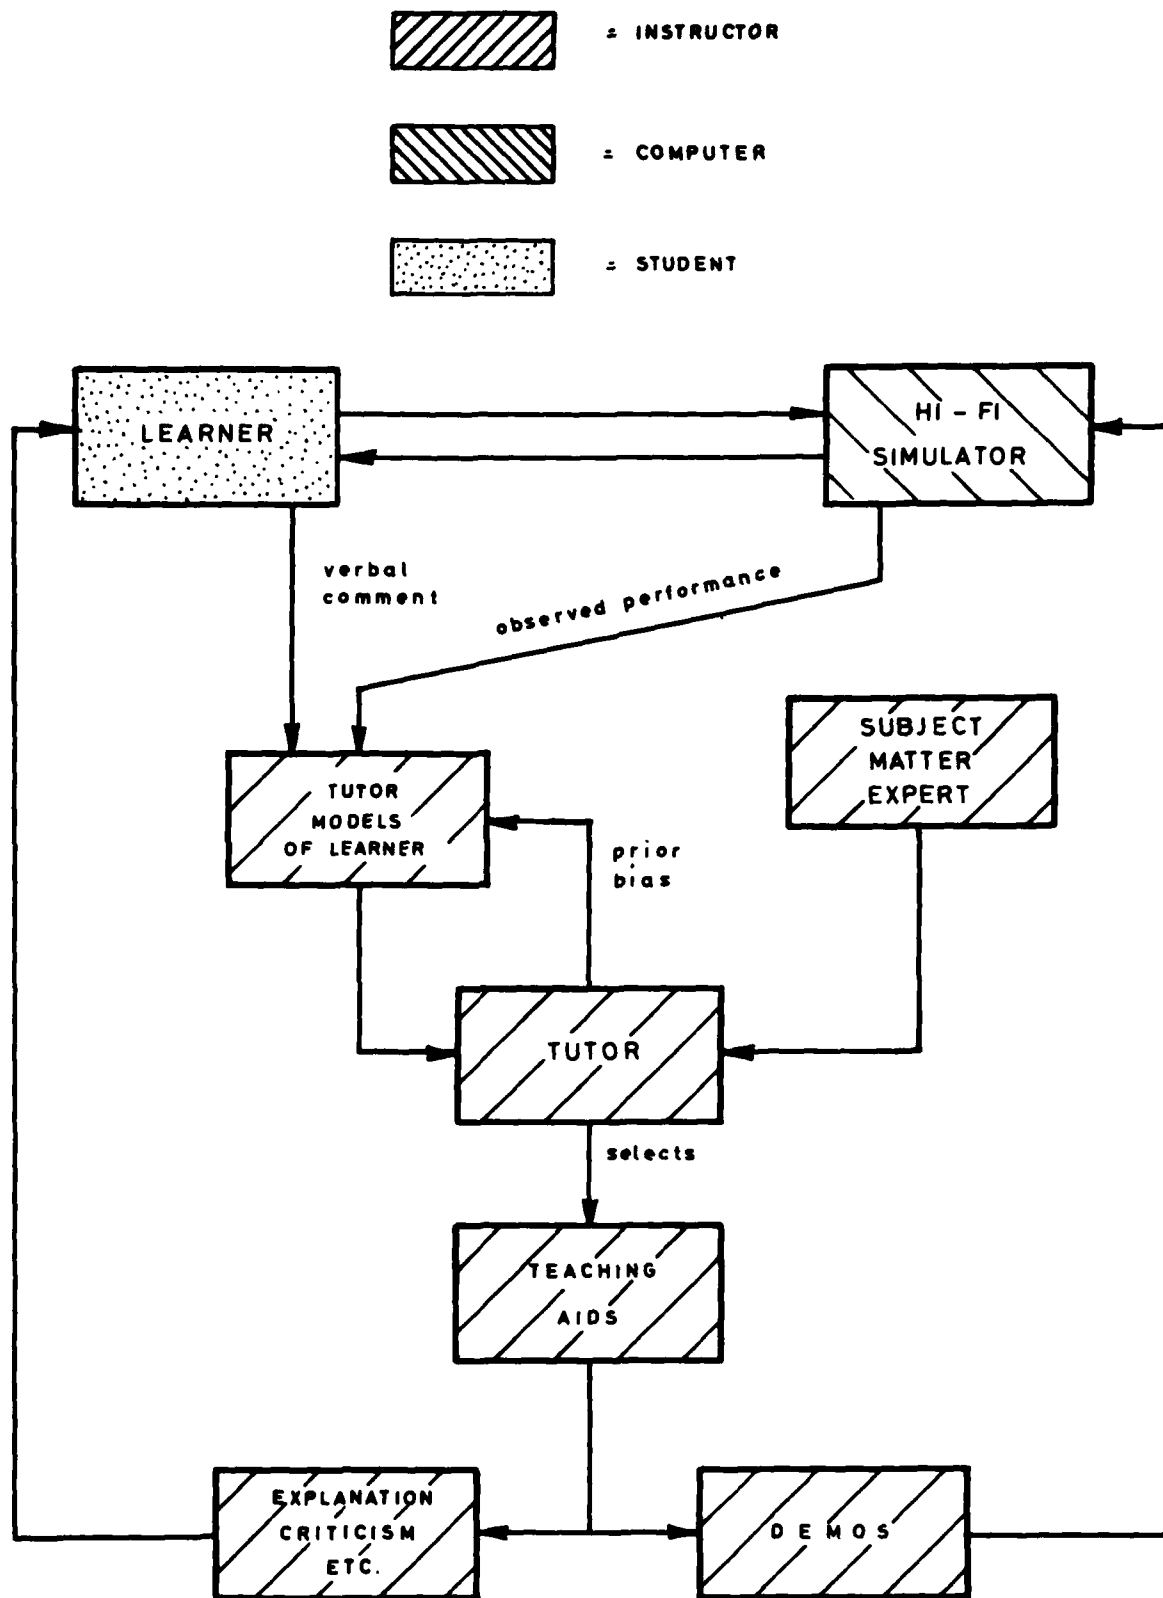 = INSTRUCTOR
= COMPUTER
= STUDENT
LEARNER
HI - FI
SIMULATOR
verbal
comment
observed performance
SUBJECT
MATTER
EXPERT
TUTOR
MODELS
OF LEARNER
prior
bias
TUTOR
selects
TEACHING
AIDS
EXPLANATION
CRITICISM
ETC.
DEMOS